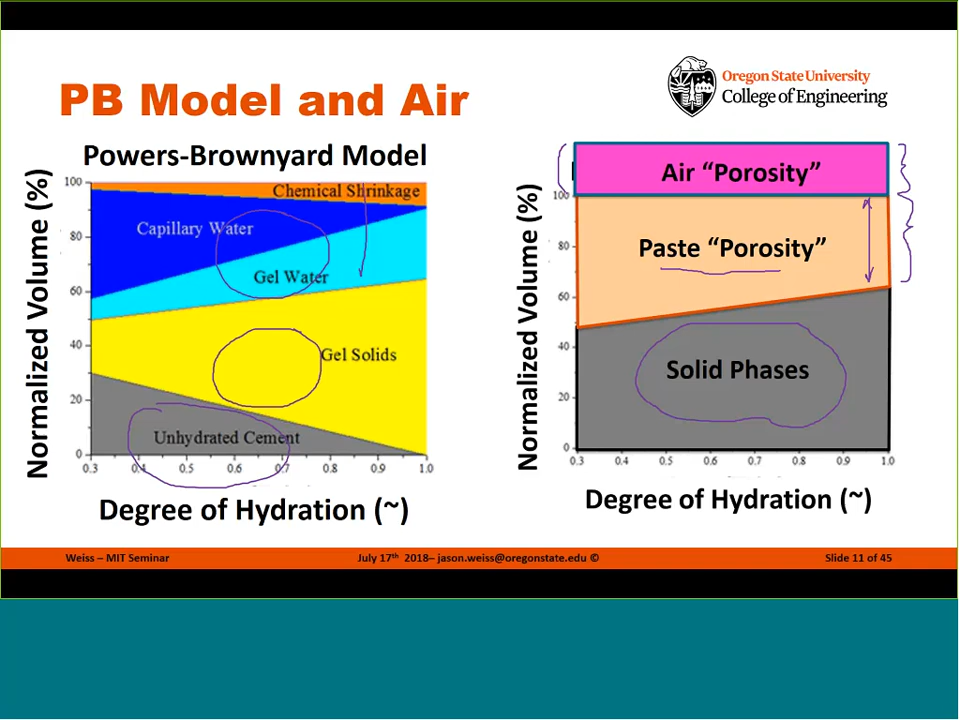 PB Model and Air
Oregon State University
College of Engineering
Powers-Brownyard Model
Normalized Volume (%)
100
80
60
40
20
0
Chemical Shrinkage
Capillary Water
Gel Water
Gel Solids
Unhydrated Cement
0.3 0.4 0.5 0.6 0.7 0.8 0.9 1.0
Degree of Hydration (~)
Normalized Volume (%)
100
80
60
40
20
0
Air “Porosity”
Paste “Porosity”
Solid Phases
0.3 0.4 0.5 0.6 0.7 0.8 0.9 1.0
Degree of Hydration (~)
Weiss – MIT Seminar
July 17th 2018– jason.weiss@oregonstate.edu ©
Slide 11 of 45